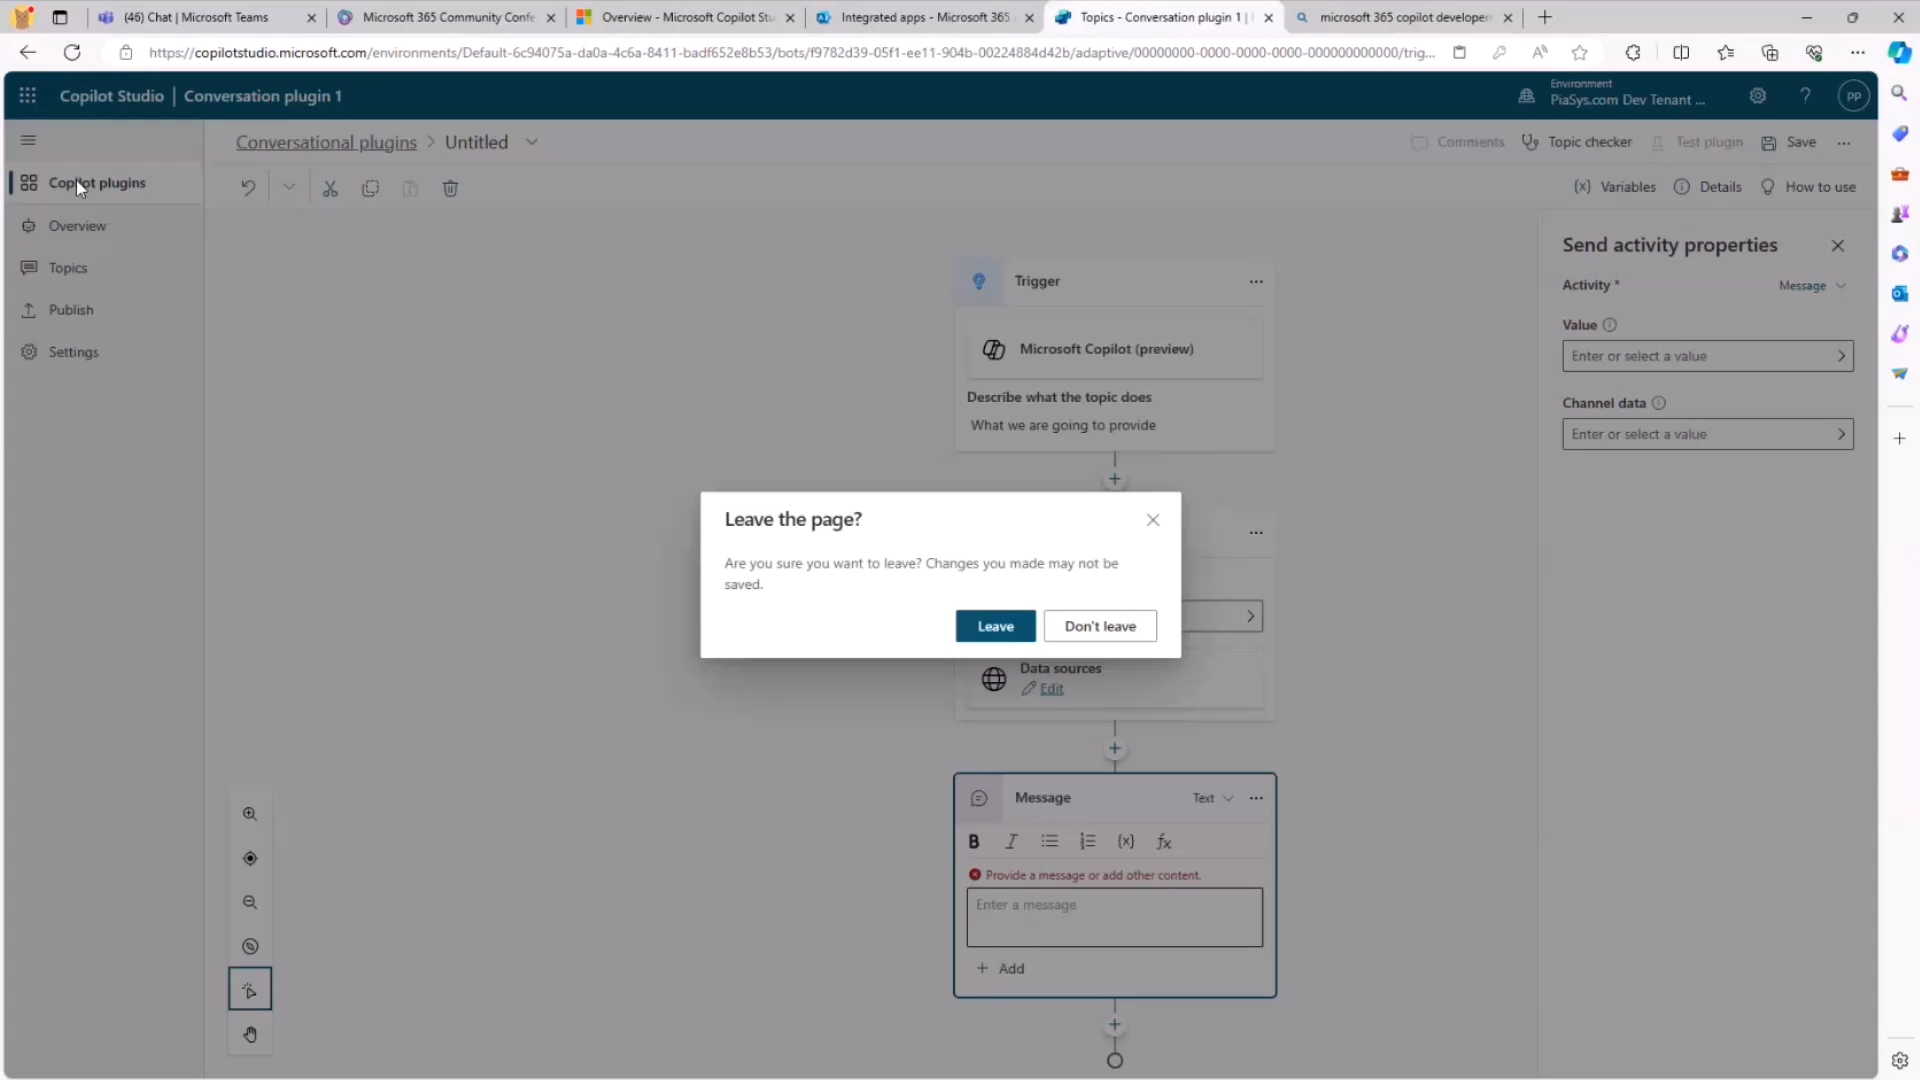 (46) Chat | Microsoft Teams
Microsoft 365 Community Confe
Overview - Microsoft Copilot Stu
Integrated apps - Microsoft 365
Topics - Conversation plugin 1 |
microsoft 365 copilot developer
https://copilotstudio.microsoft.com/environments/Default-6c94075a-da0a-4c6a-8411-badf652e8b53/bots/f9782d39-05f1-ee11-904b-00224884d42b/adaptive/00000000-0000-0000-0000-000000000000/trig...
Copilot Studio | Conversation plugin 1
Environment
PiaSys.com Dev Tenant ...
PP
Conversational plugins > Untitled
Comments
Topic checker
Test plugin
Save
Copilot plugins
Overview
Topics
Publish
Settings
Variables
Details
How to use
Trigger
Microsoft Copilot (preview)
Describe what the topic does
What we are going to provide
Send activity properties
Activity *
Message
Value
Enter or select a value
Channel data
Enter or select a value
Leave the page?
Are you sure you want to leave? Changes you made may not be
saved.
Leave
Don't leave
Data sources
Edit
Message
Text
B I {x} fx
Provide a message or add other content.
Enter a message
+ Add